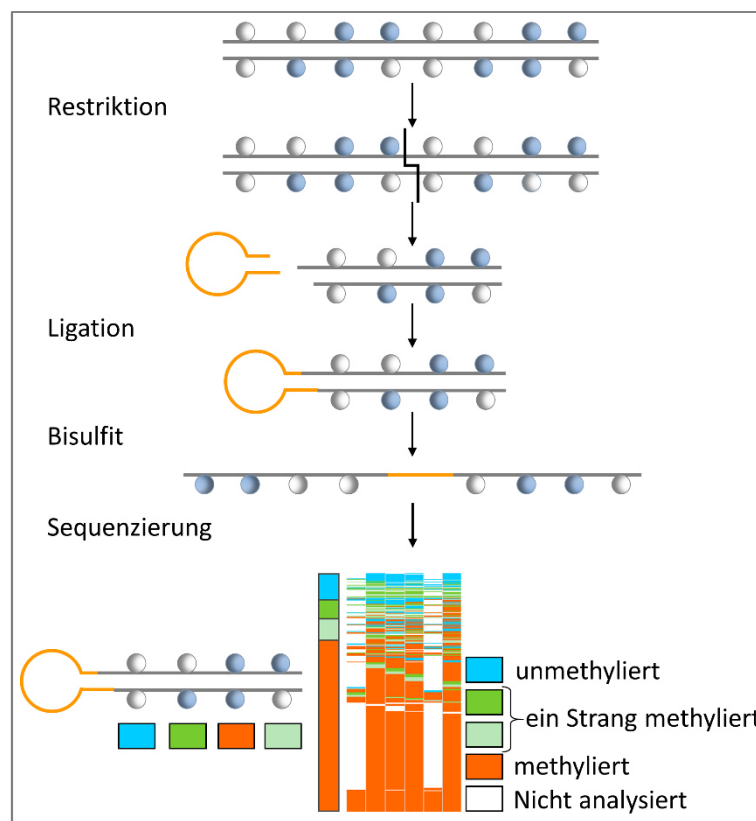 Restriktion
Ligation
Bisulfit
Sequenzierung
unmethyliert
ein Strang methyliert
methyliert
Nicht analysiert